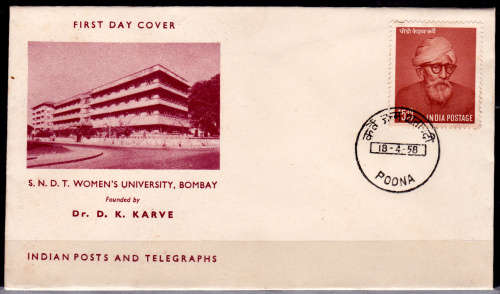 FIRST DAY COVER
S. N. D. T. WOMEN'S UNIVERSITY, BOMBAY
Founded by
Dr. D. K. KARVE
INDIAN POSTS AND TELEGRAPHS
INDIA POSTAGE
18-4-58
POONA